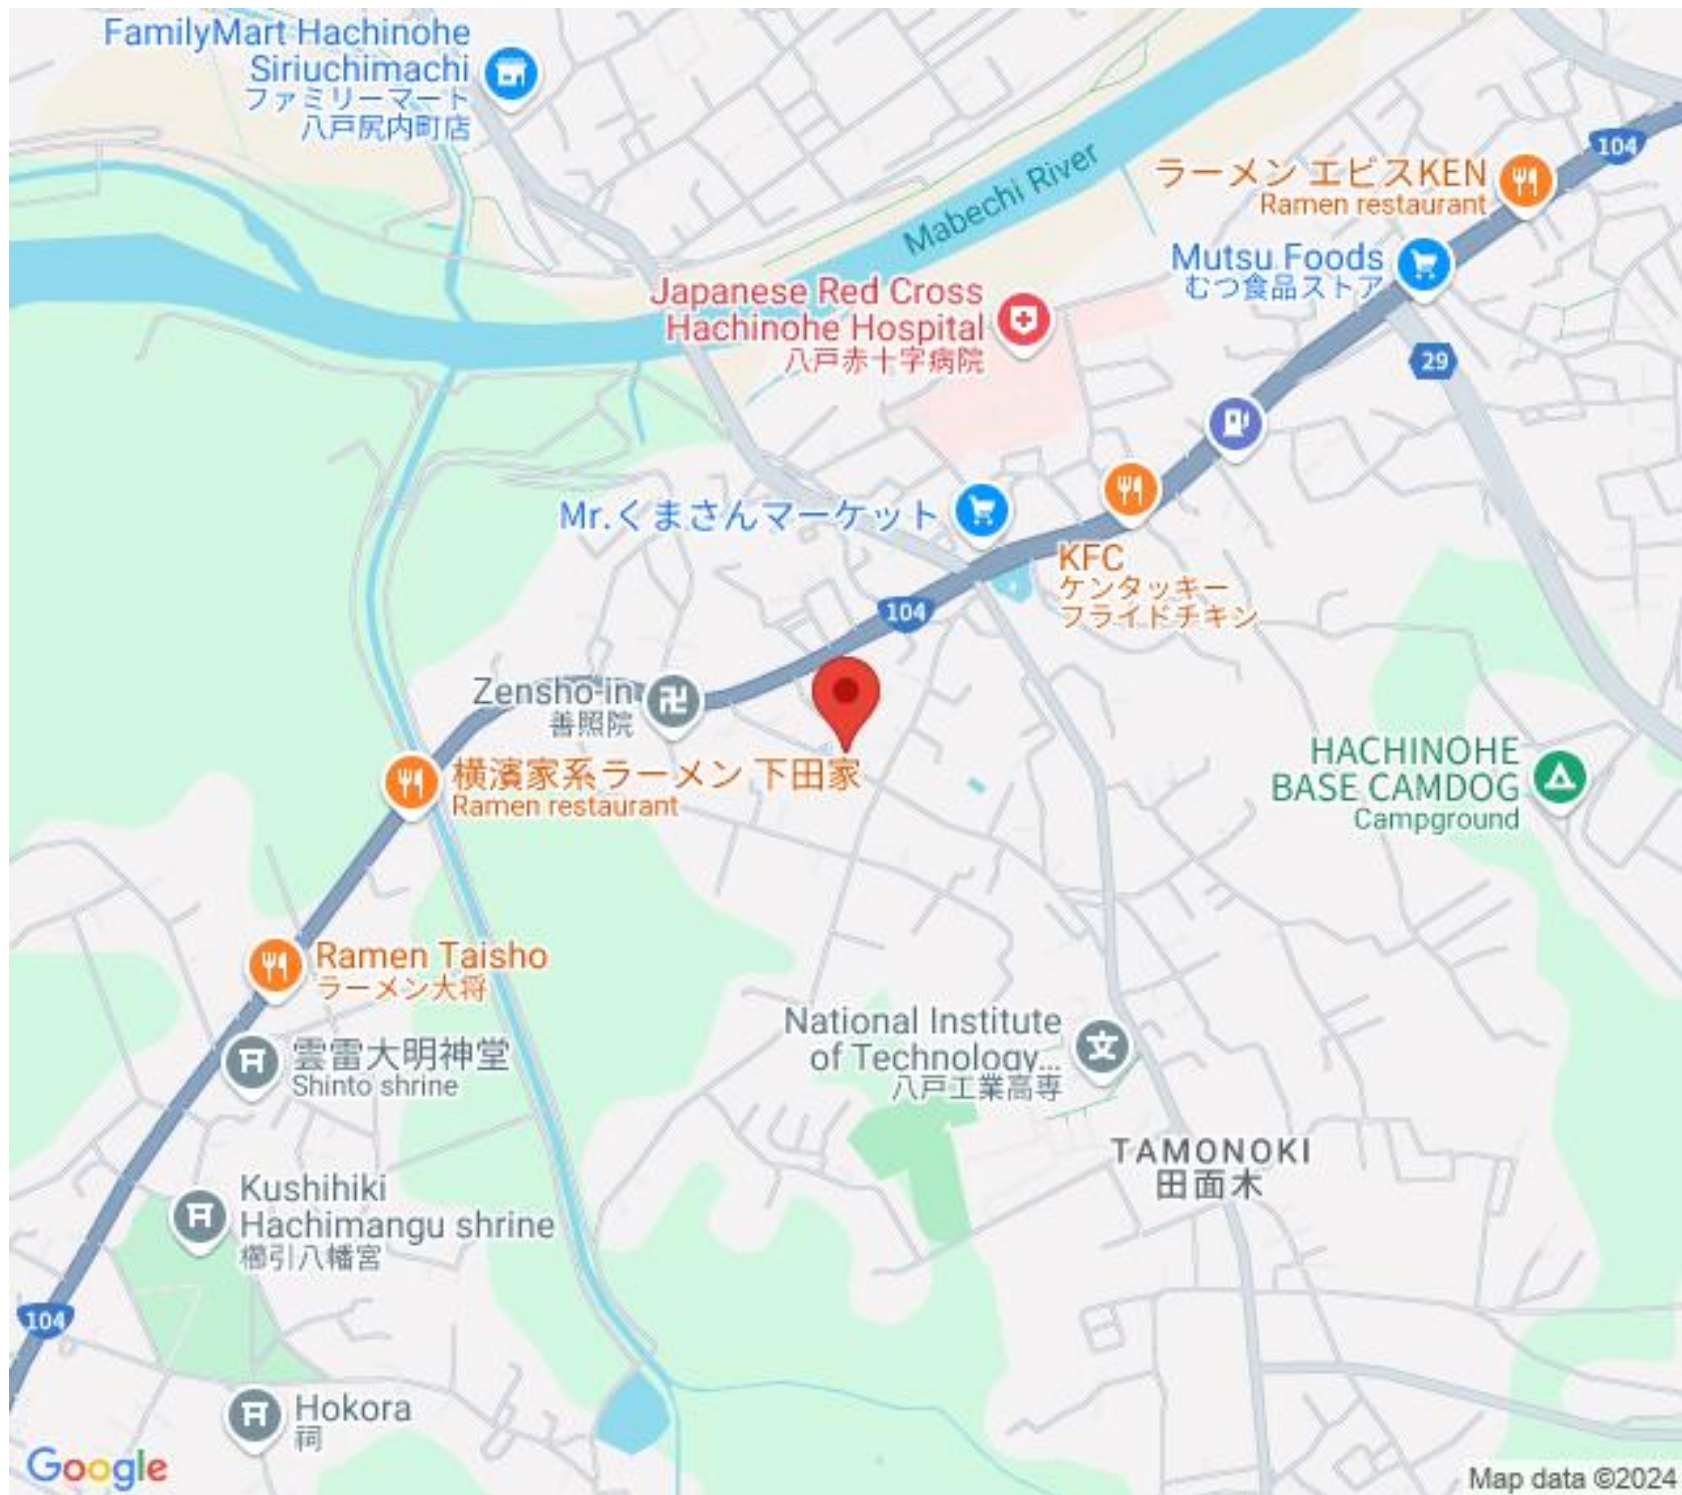 FamilyMart Hachinohe
Siriuchimachi
ファミリーマート
八戸尻内町店
104
ラーメン エビスKEN
Ramen restaurant
Mabechi River
Mutsu Foods
むつ食品ストア
Japanese Red Cross
Hachinohe Hospital
八戸赤十字病院
29
Mr.くまさんマーケット
KFC
ケンタッキー
フライドチキン
104
Zensho-in
善照院
横濱家系ラーメン 下田家
Ramen restaurant
HACHINOHE
BASE CAMDOG
Campground
Ramen Taisho
ラーメン大将
National Institute
of Technology...
八戸工業高専
文
雲雷大明神堂
Shinto shrine
TAMONOKI
田面木
Kushihiki
Hachimangu shrine
櫛引八幡宮
104
Hokora
祠
Google
Map data ©2024